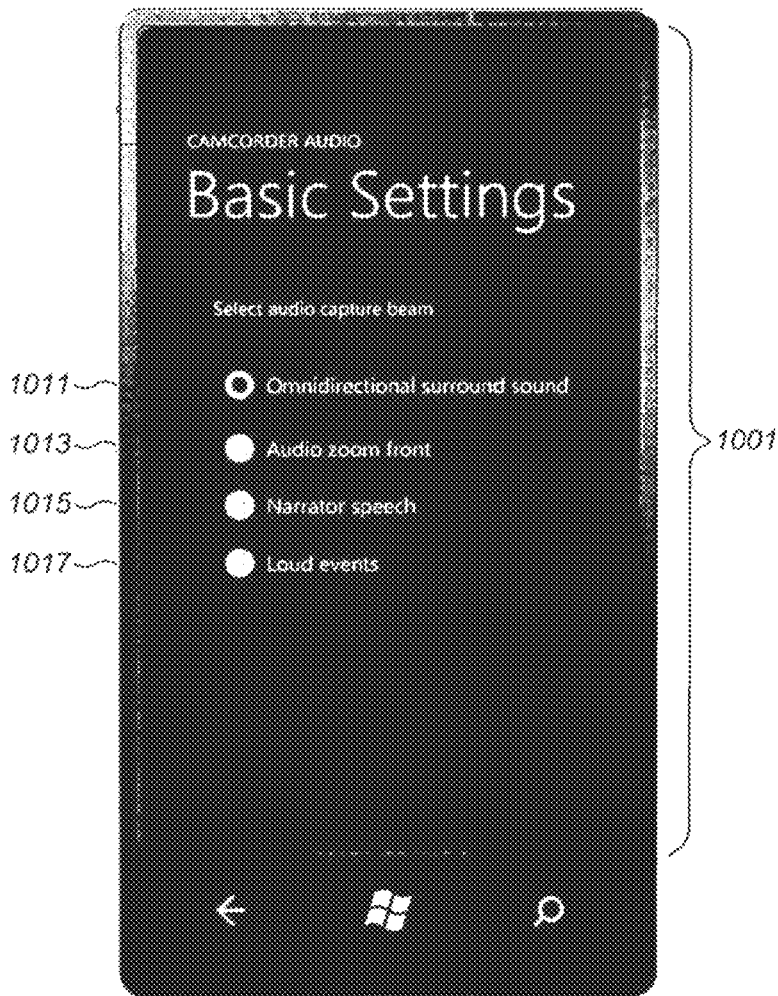 CAMCORDER AUDIO
Basic Settings
Select audio capture beam
1011
Omnidirectional surround sound
1013
Audio zoom front
1001
1015
Narrator speech
1017
Loud events